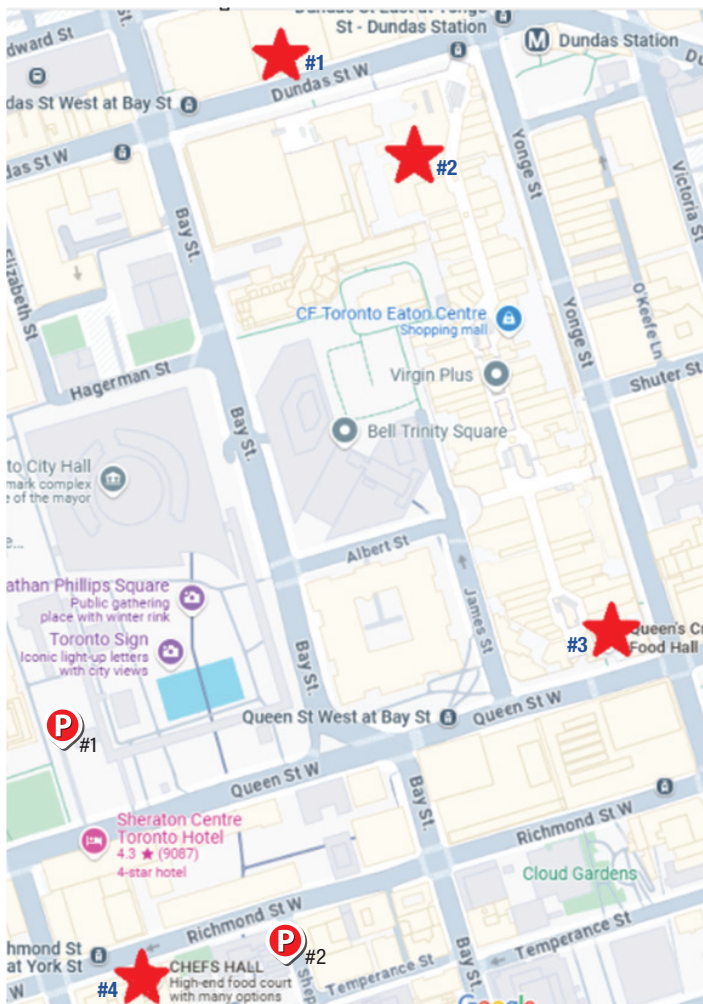 Dundas St East at Yonge
St - Dundas Station
Dundas Station
dward St
#1
Dundas St W
das St West at Bay St
M
Du
das St W
#2
Yonge St
Victoria St
Bay St.
Elizabeth St
O'Keefe Ln
CF Toronto Eaton Centre
Shopping mall
Yonge St
Virgin Plus
Shuter St
Hagerman St
Bay St.
Bell Trinity Square
to City Hall
mark complex
e of the mayor
Albert St
athan Phillips Square
Public gathering
place with winter rink
James St
Toronto Sign
Iconic light-up letters
with city views
#3
Queen's Cr
Food Hall
Bay St.
P
#1
Queen St West at Bay St
Queen St W
Queen St W
Bay St.
Sheraton Centre
Toronto Hotel
4.3 ★ (9087)
4-star hotel
Richmond St W
Cloud Gardens
Richmond St W
P
#2
hmond St
at York St
Temperance St
Bay St.
CHEFS HALL
High-end food court
with many options
#4
W
Shep
Temperance St
Google